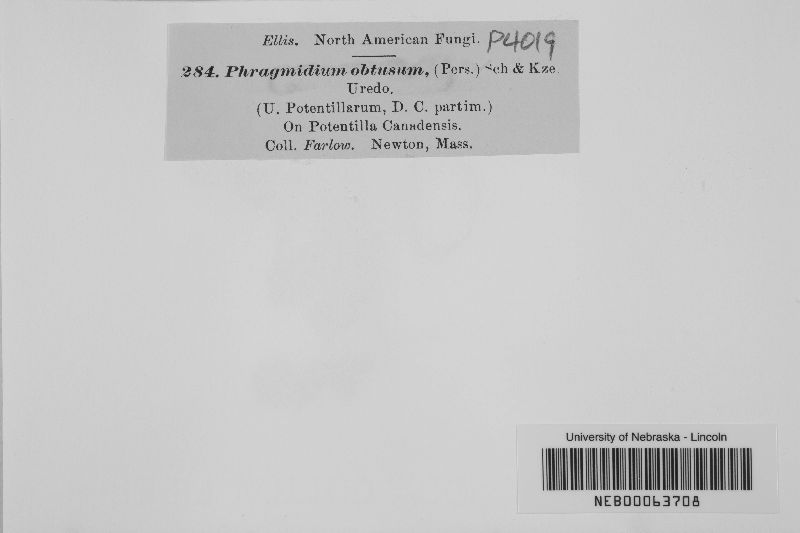 Ellis. North American Fungi. P4019
284. Phragmidium obtusum, (Pers.) Sch & Kze
Uredo.
(U. Potentillarum, D. C. partim.)
On Potentilla Canadensis.
Coll. Farlow. Newton, Mass.
University of Nebraska - Lincoln
NEB00063708